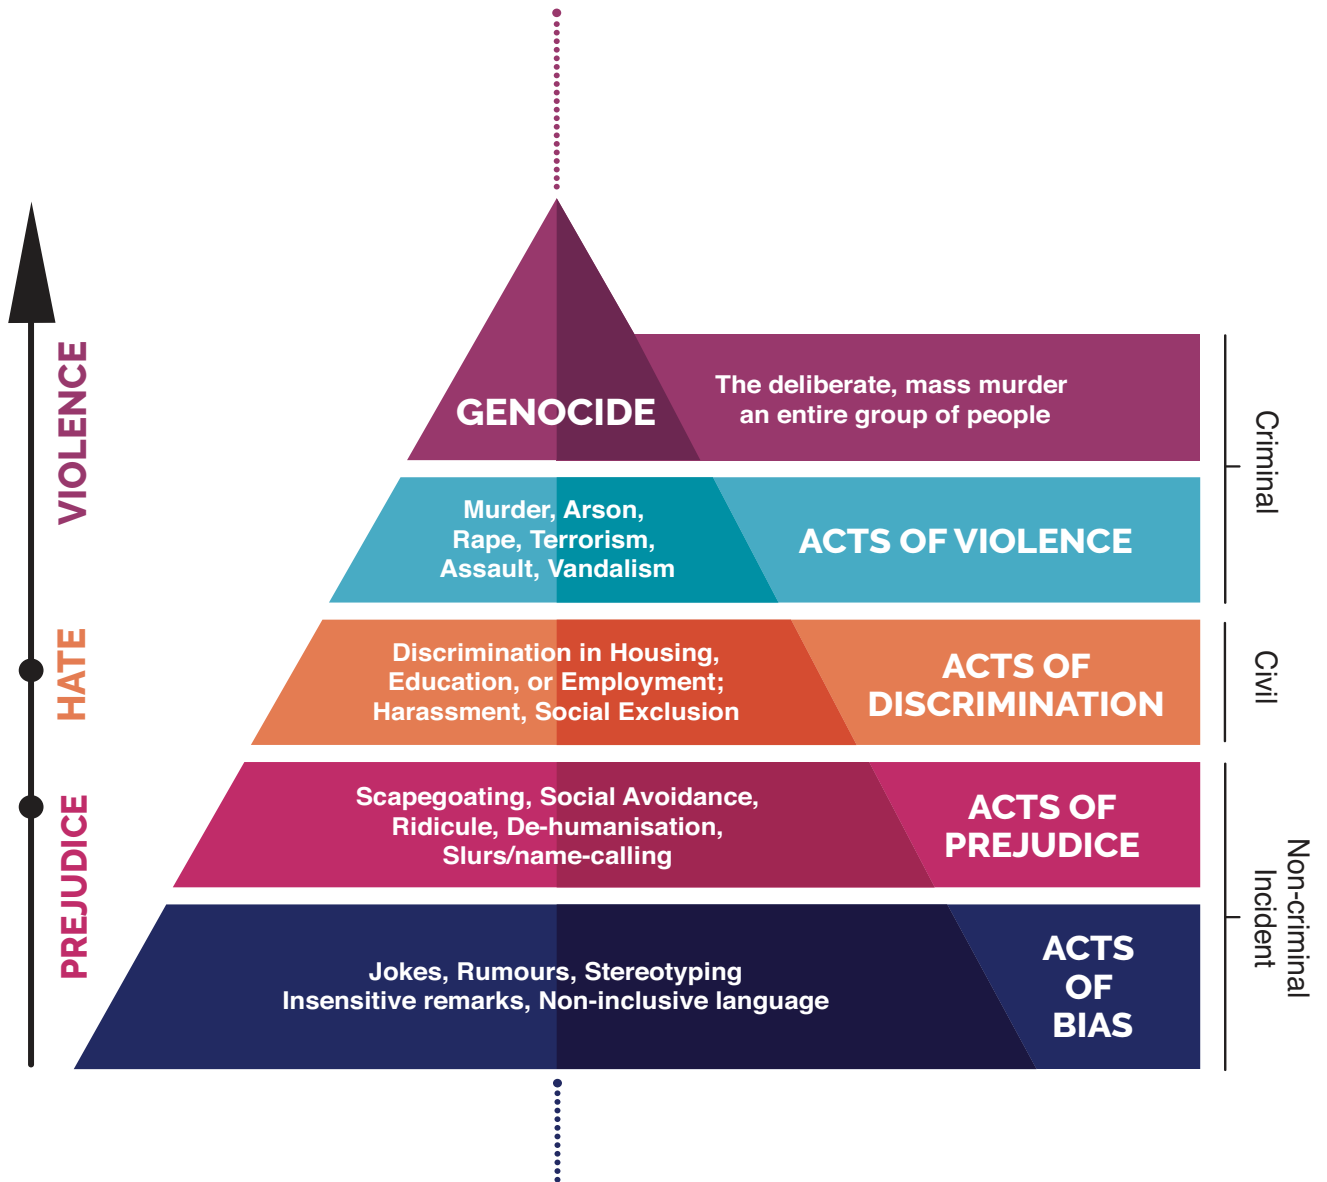 GENOCIDE
The deliberate, mass murder
an entire group of people
Murder, Arson,
Rape, Terrorism,
Assault, Vandalism
ACTS OF VIOLENCE
Discrimination in Housing,
Education, or Employment;
Harassment, Social Exclusion
ACTS OF
DISCRIMINATION
Scapegoating, Social Avoidance,
Ridicule, De-humanisation,
Slurs/name-calling
ACTS OF
PREJUDICE
Jokes, Rumours, Stereotyping
Insensitive remarks, Non-inclusive language
ACTS
OF
BIAS
VIOLENCE
HATE
PREJUDICE
Criminal
Civil
Non-criminal
Incident